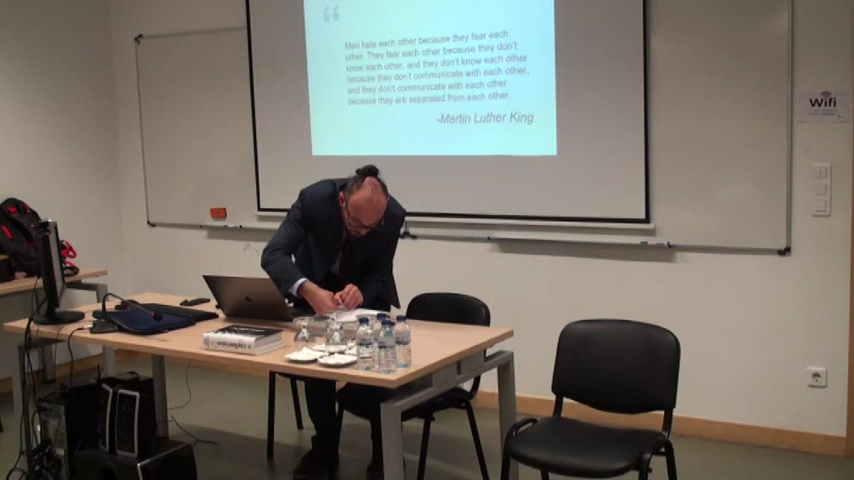 “
Men hate each other because they fear each
other. They fear each other because they don't
know each other, and they don't know each other
because they don't communicate with each other,
and they don't communicate with each other
because they are separated from each other.
-Martin Luther King
Wifi